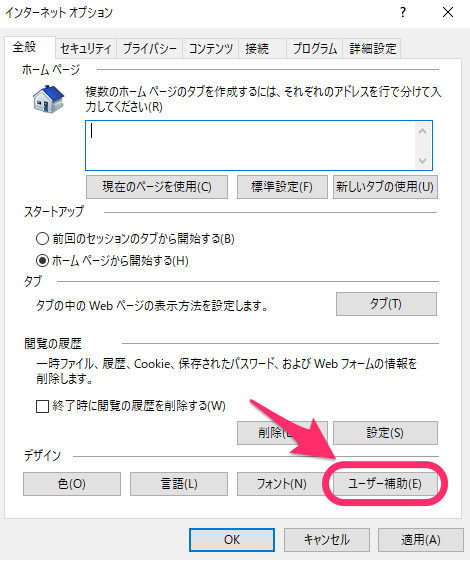 インターネット オプション
? ×
全般 セキュリティ プライバシー コンテンツ 接続 プログラム 詳細設定
ホーム ページ
複数のホーム ページのタブを作成するには、それぞれのアドレスを行で分けて入
力してください(R)
現在のページを使用(C) 標準設定(F) 新しいタブの使用(U)
スタートアップ
前回のセッションのタブから開始する(B)
ホーム ページから開始する(H)
タブ
タブの中の Web ページの表示方法を設定します。 タブ(T)
閲覧の履歴
一時ファイル、履歴、Cookie、保存されたパスワード、および Web フォームの情報を
削除します。
終了時に閲覧の履歴を削除する(W)
削除 設定(S)
デザイン
色(O) 言語(L) フォント(N) ユーザー補助(E)
OK キャンセル 適用(A)